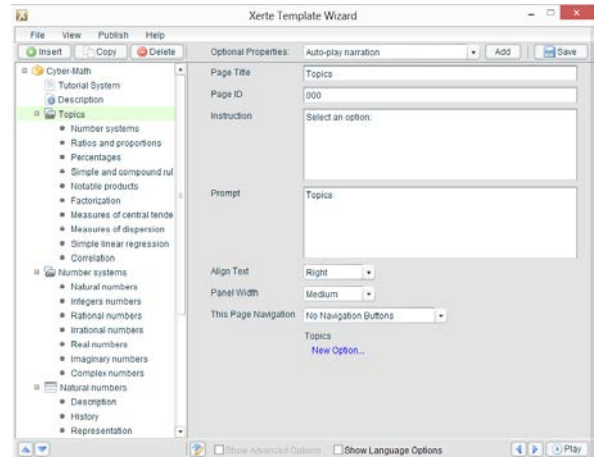 Xerte Template Wizard
File View Publish Help
Insert Copy Delete Optional Properties: Auto-play narration Add Save
Cyber-Math
Tutorial System
Description
Topics
Number systems
Ratios and proportions
Percentages
Simple and compound rul
Notable products
Factorization
Measures of central tende
Measures of dispersion
Simple linear regression
Correlation
Number systems
Natural numbers
Integers numbers
Rational numbers
Irrational numbers
Real numbers
Imaginary numbers
Complex numbers
Natural numbers
Description
History
Representation
Page Title Topics
Page ID 000
Instruction Select an option:
Prompt Topics
Align Text Right
Panel Width Medium
This Page Navigation No Navigation Buttons
Topics
New Option...
Show Advanced Options Show Language Options Play